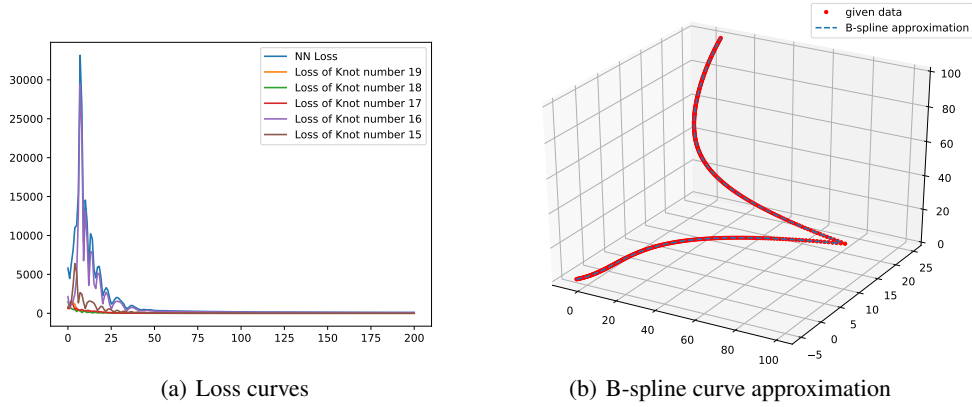 NN Loss
Loss of Knot number 19
Loss of Knot number 18
Loss of Knot number 17
Loss of Knot number 16
Loss of Knot number 15
30000
25000
20000
15000
10000
5000
0
0 25 50 75 100 125 150 175 200
(a) Loss curves
given data
B-spline approximation
100
80
60
40
20
0
25
20
15
10
5
0
−5
0 20 40 60 80 100
(b) B-spline curve approximation